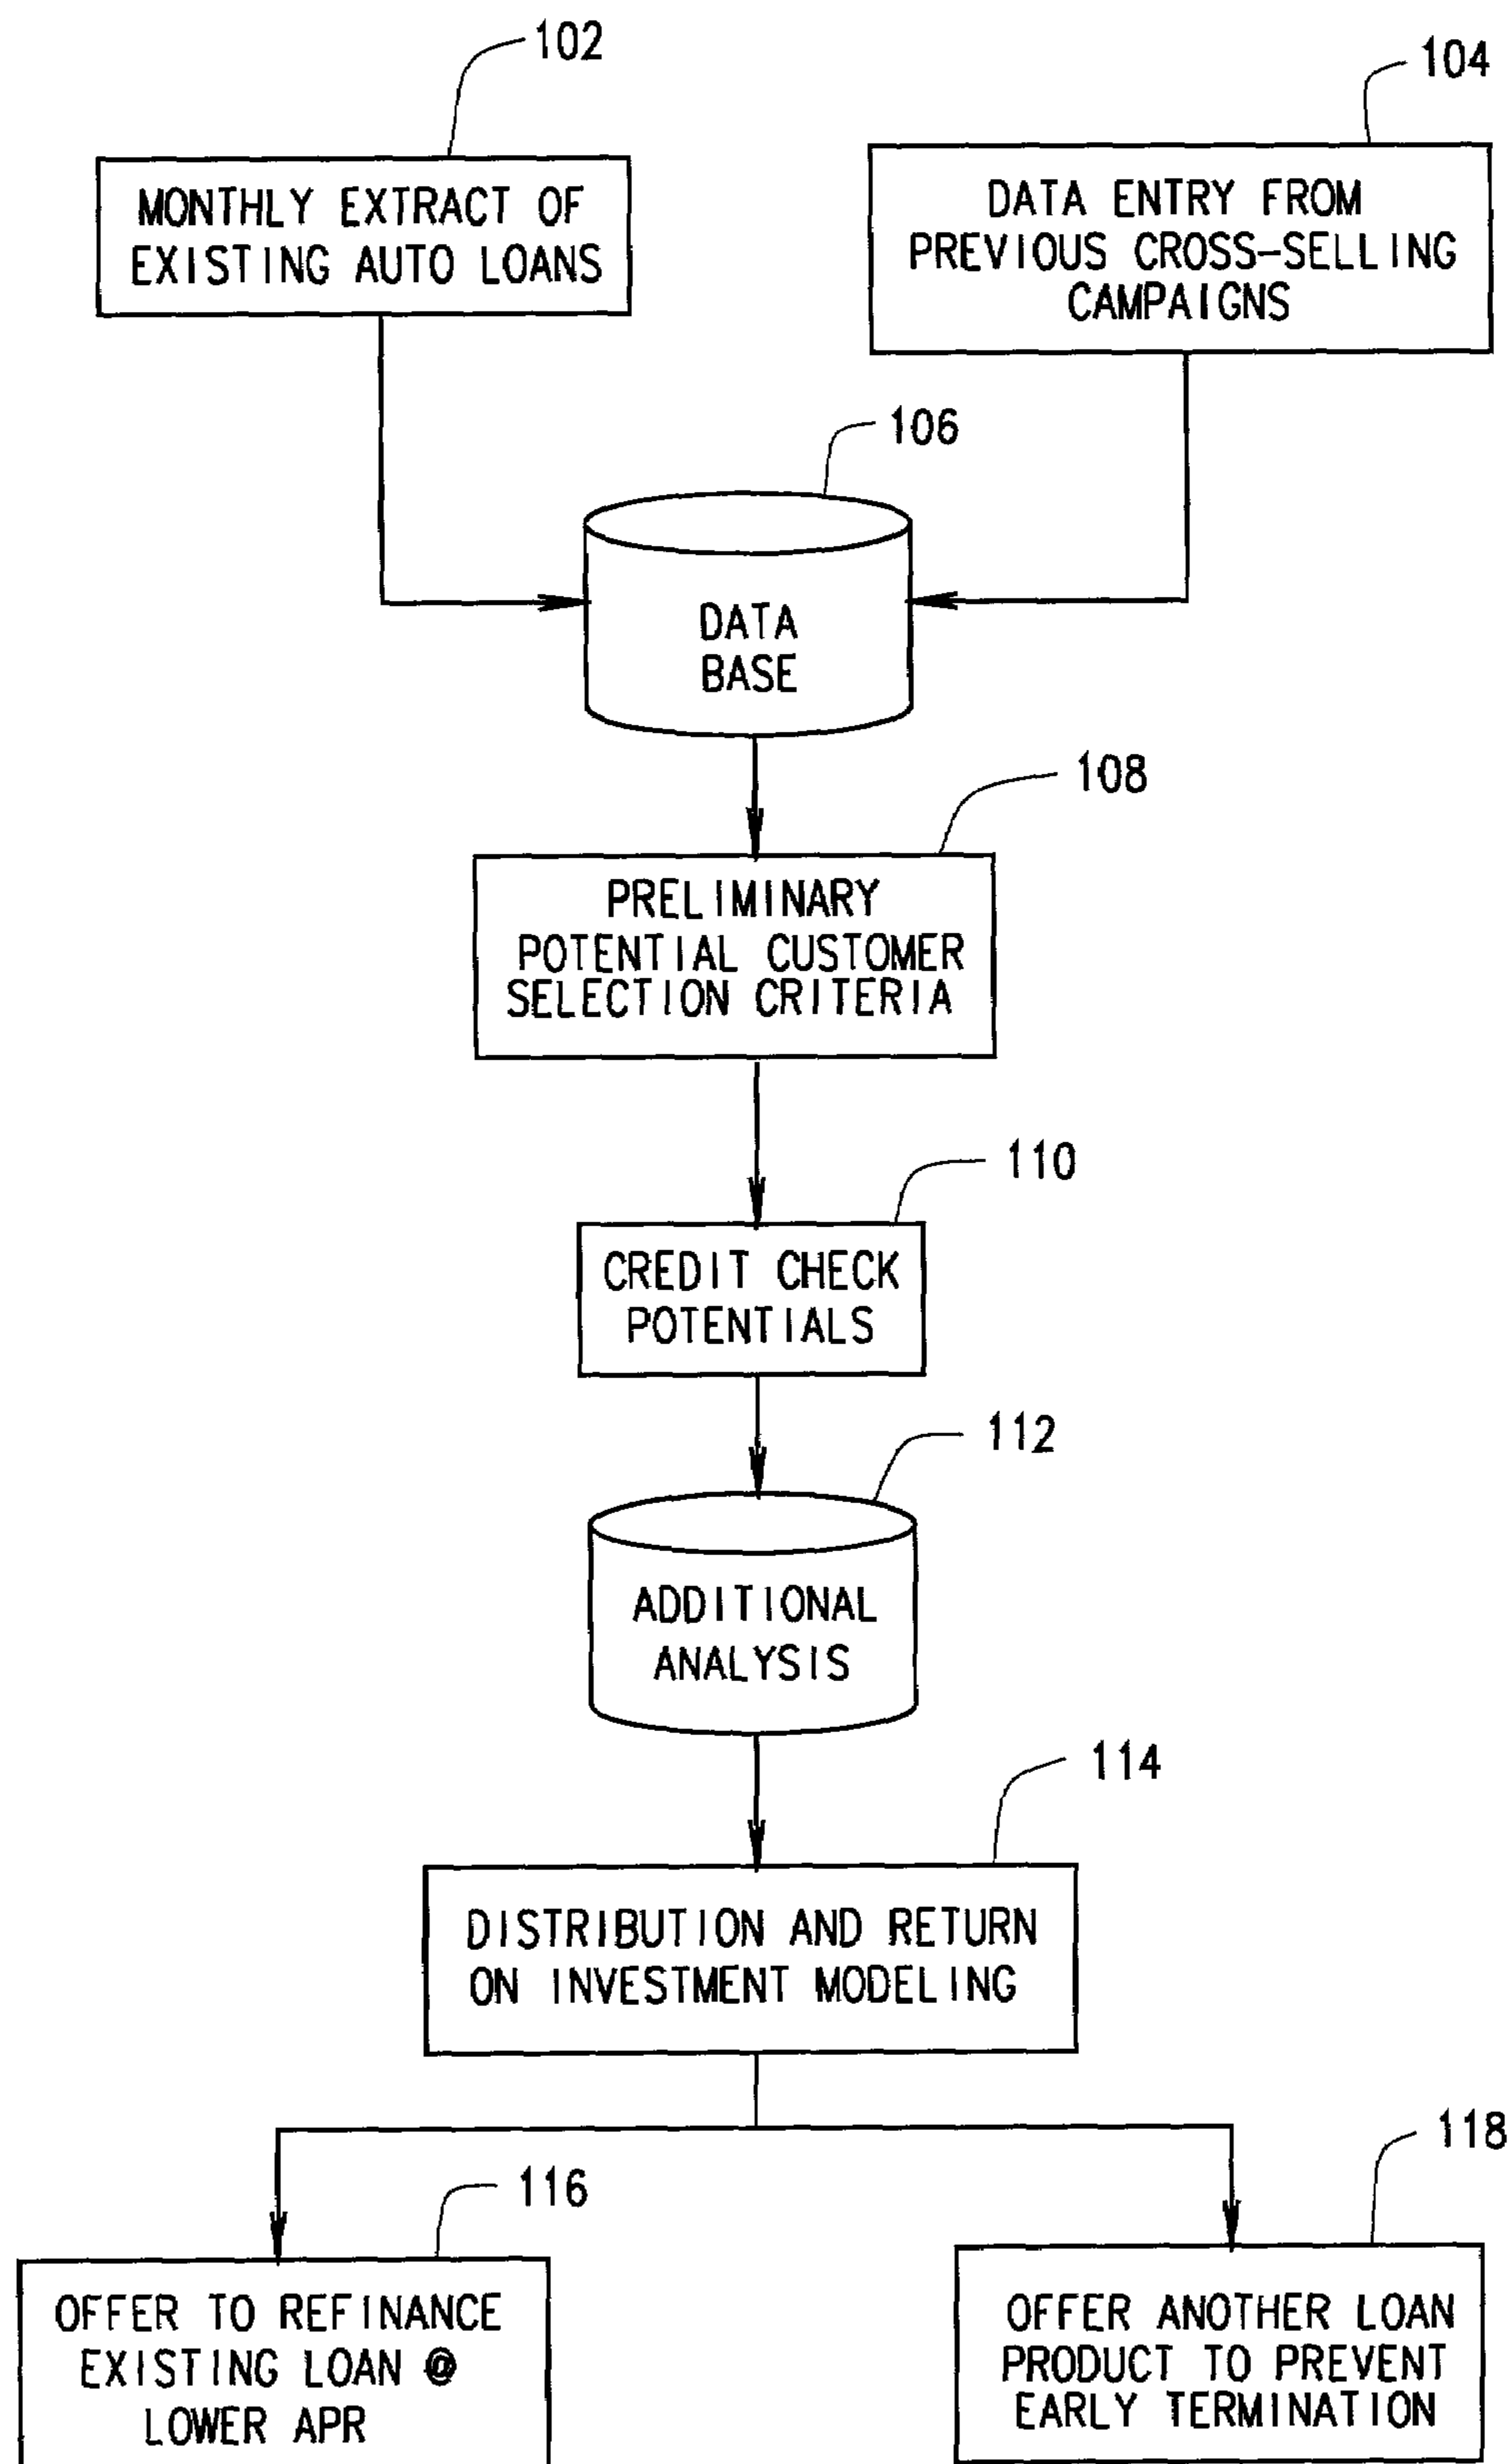 102
104
MONTHLY EXTRACT OF
EXISTING AUTO LOANS
DATA ENTRY FROM
PREVIOUS CROSS-SELLING
CAMPAIGNS
106
DATA
BASE
108
PRELIMINARY
POTENTIAL CUSTOMER
SELECTION CRITERIA
110
CREDIT CHECK
POTENTIALS
112
ADDITIONAL
ANALYSIS
114
DISTRIBUTION AND RETURN
ON INVESTMENT MODELING
116
118
OFFER TO REFINANCE
EXISTING LOAN @
LOWER APR
OFFER ANOTHER LOAN
PRODUCT TO PREVENT
EARLY TERMINATION